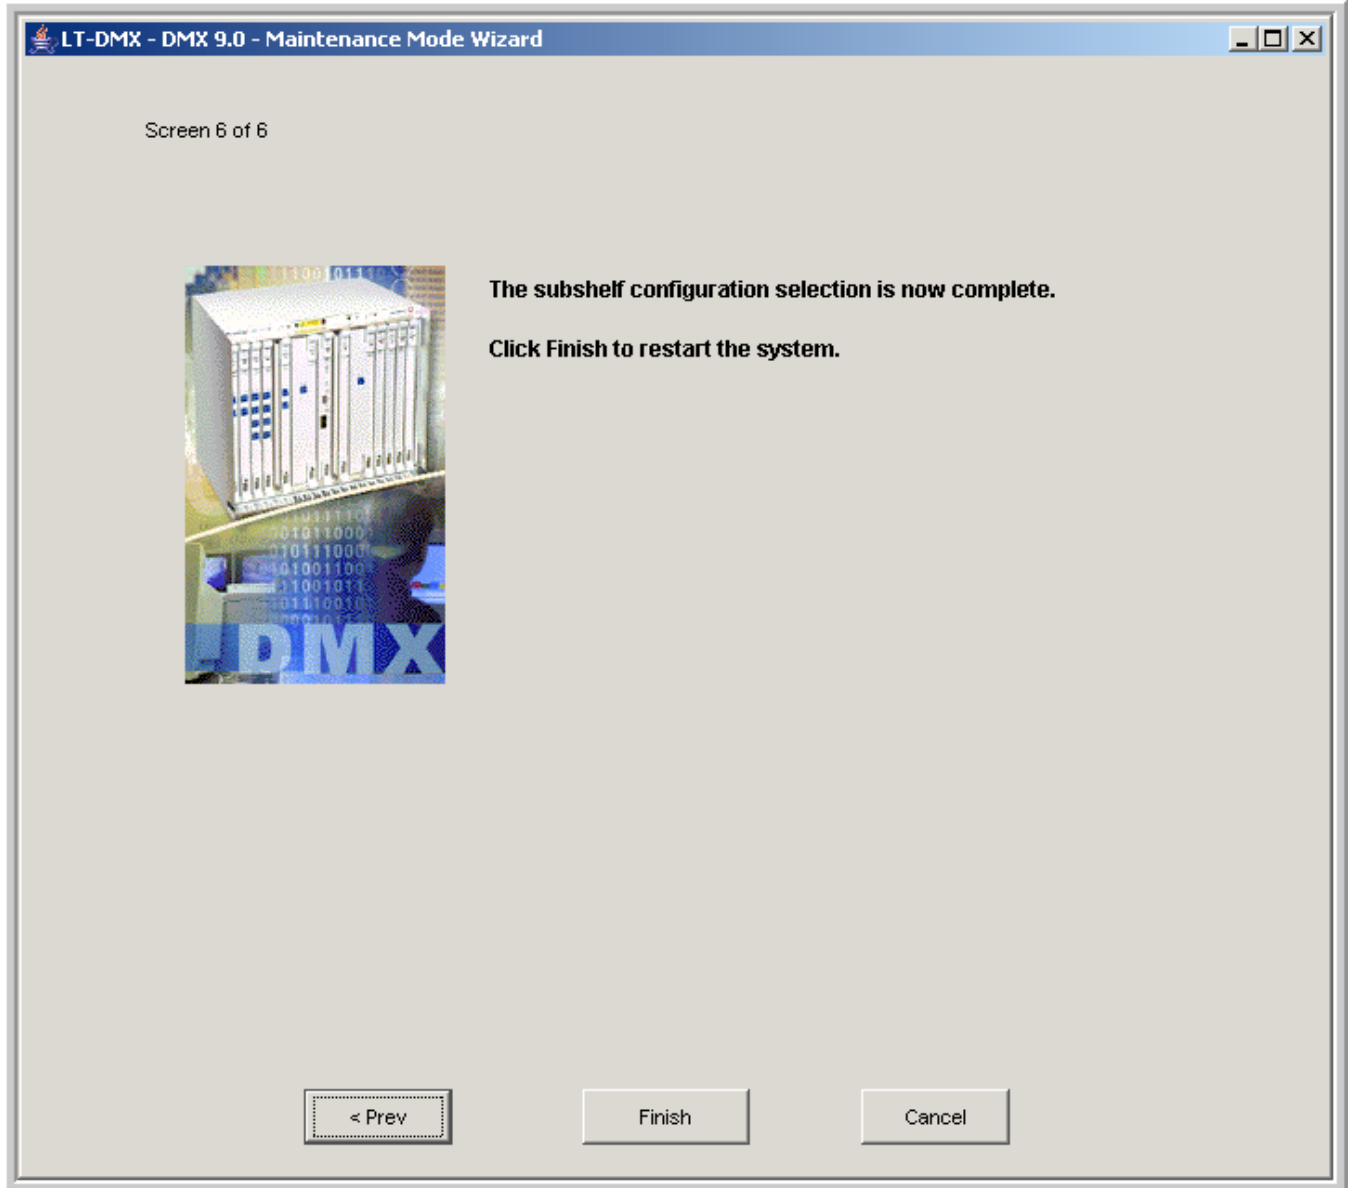 LT-DMX - DMX 9.0 - Maintenance Mode Wizard
Screen 6 of 6
The subshelf configuration selection is now complete.
Click Finish to restart the system.
DMX
< Prev
Finish
Cancel